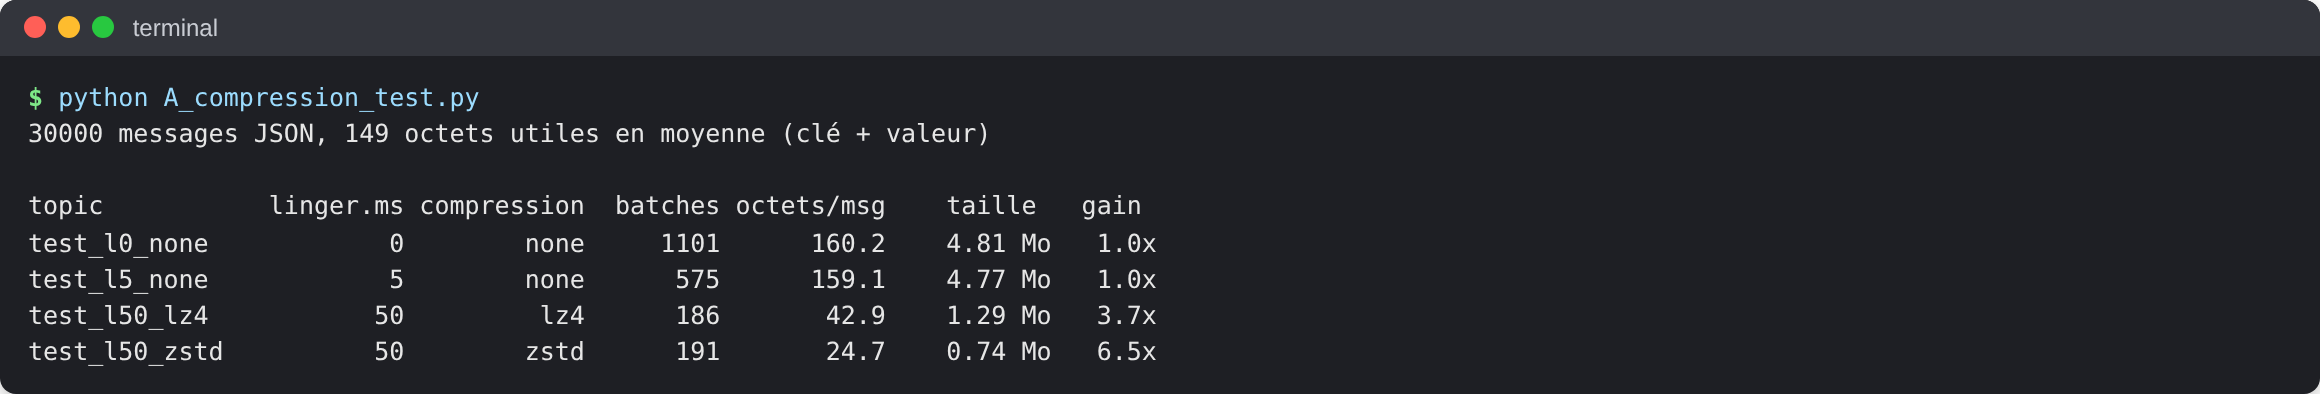 terminal
$ python A_compression_test.py
30000 messages JSON, 149 octets utiles en moyenne (clé + valeur)
topic           linger.ms compression  batches octets/msg    taille   gain
test_l0_none            0        none     1101      160.2    4.81 Mo   1.0x
test_l5_none            5        none      575      159.1    4.77 Mo   1.0x
test_l50_lz4           50         lz4      186       42.9    1.29 Mo   3.7x
test_l50_zstd          50        zstd      191       24.7    0.74 Mo   6.5x